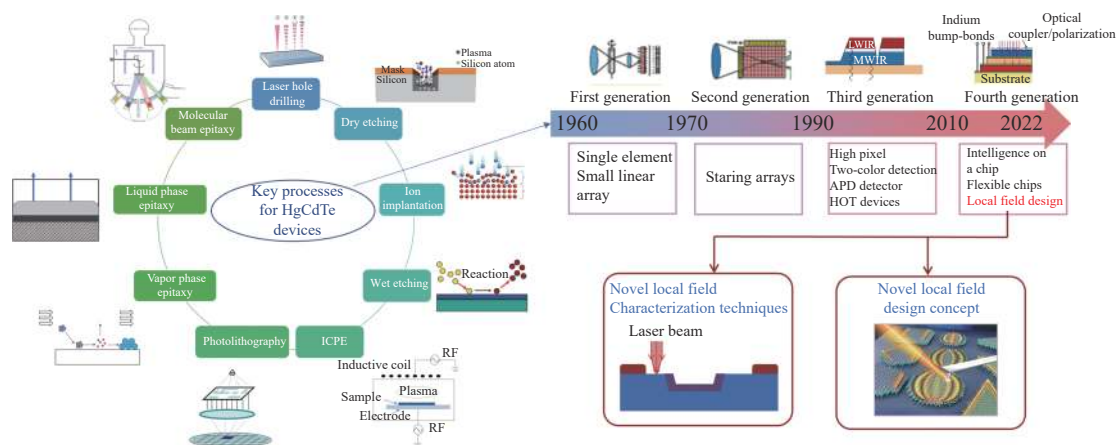 Plasma
Silicon atom
Mask
Silicon
Laser hole
drilling
Molecular
beam epitaxy
Dry etching
Liquid phase
epitaxy
Key processes
for HgCdTe
devices
Ion
implantation
Vapor phase
epitaxy
Wet etching
Reaction
Photolithography
ICPE
Inductive coil
RF
Plasma
Sample
Electrode
RF
LWIR
MWIR
Indium
bump-bonds
Optical
coupler/polarization
Substrate
First generation
Second generation
Third generation
Fourth generation
1960
1970
1990
2010
2022
Single element
Small linear
array
Staring arrays
High pixel
Two-color detection
APD detector
HOT devices
Intelligence on
a chip
Flexible chips
Local field design
Novel local field
Characterization techniques
Laser beam
Novel local field
design concept